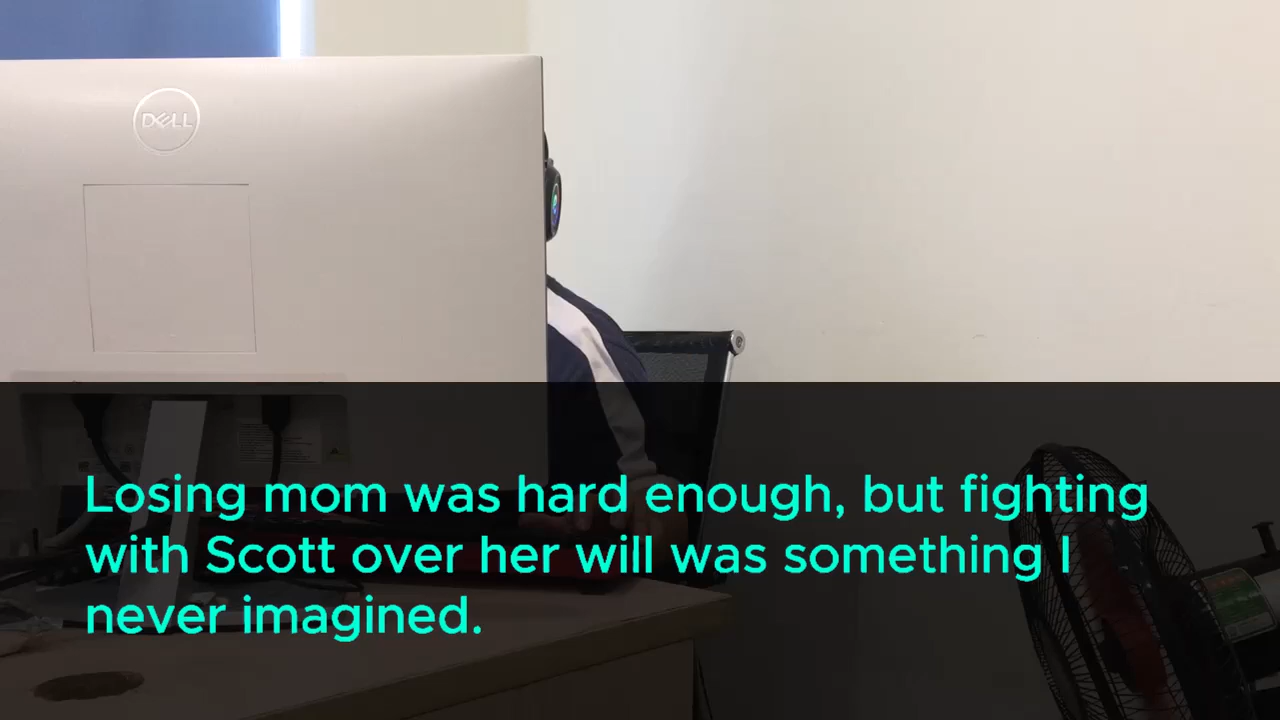 DELL
Losing mom was hard enough, but fighting
with Scott over her will was something I
never imagined.